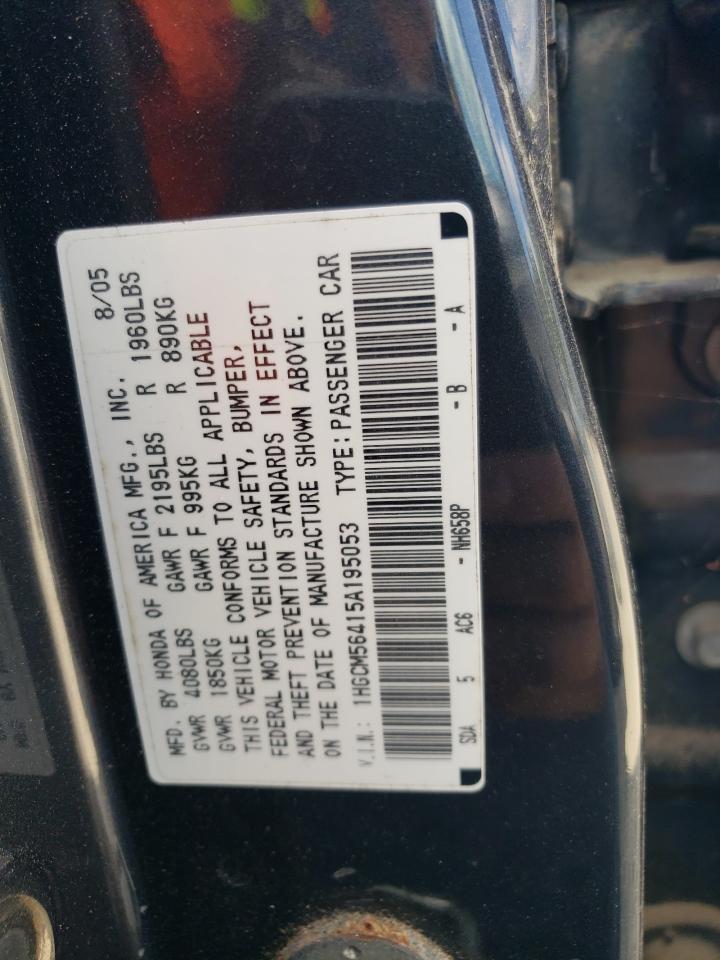 MFD. BY HONDA OF AMERICA MFG., INC. 8/05
GVWR 4080LBS GAWR F 2195LBS R 1960LBS
GVWR 1850KG GAWR F 995KG R 890KG
THIS VEHICLE CONFORMS TO ALL APPLICABLE
FEDERAL MOTOR VEHICLE SAFETY, BUMPER,
AND THEFT PREVENTION STANDARDS IN EFFECT
ON THE DATE OF MANUFACTURE SHOWN ABOVE.
V.I.N.: 1HGCM56415A195053 TYPE: PASSENGER CAR
SDA 5 AC6 - NH658P - B - A